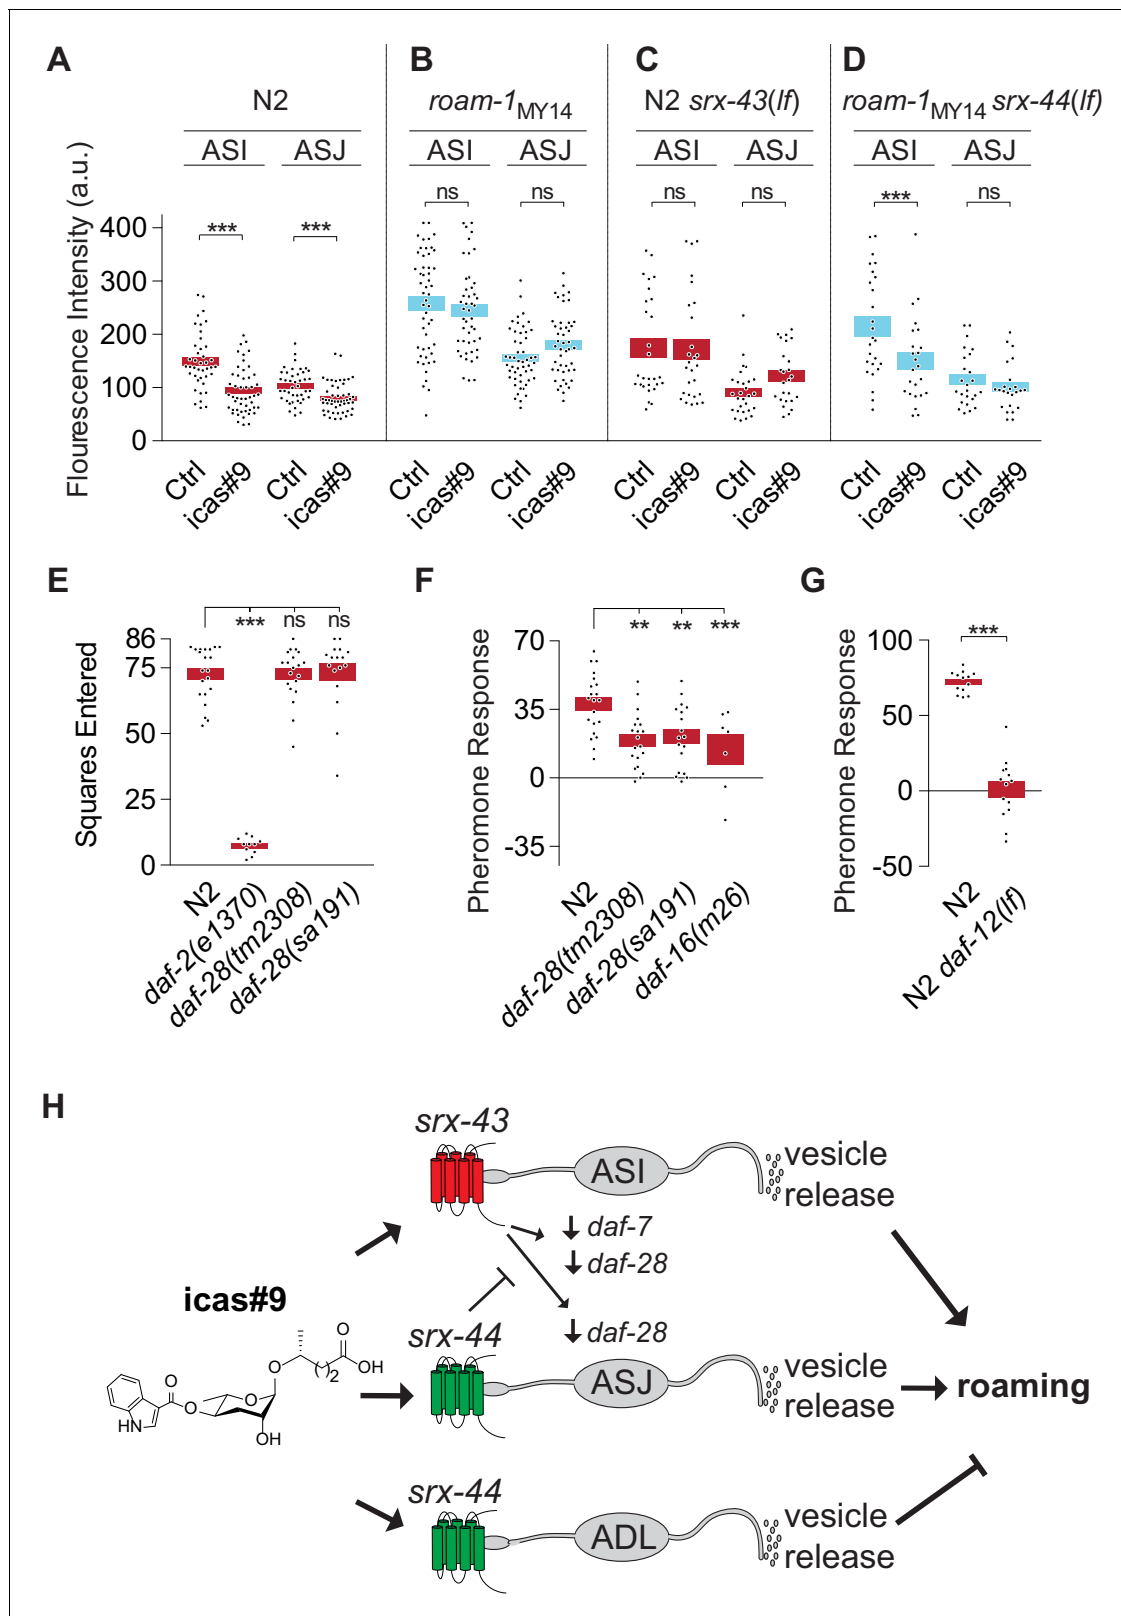 A
B
C
D
N2
roam-1MY14
N2 srx-43(lf)
roam-1MY14 srx-44(lf)
ASI
ASJ
ASI
ASJ
ASI
ASJ
ASI
ASJ
***
***
ns
ns
ns
ns
***
ns
Flourescence Intensity (a.u.)
400
300
200
100
0
Ctrl
icas#9
Ctrl
icas#9
Ctrl
icas#9
Ctrl
icas#9
Ctrl
icas#9
Ctrl
icas#9
Ctrl
icas#9
Ctrl
icas#9
E
Squares Entered
86
75
50
25
0
***
ns
ns
N2
daf-2(e1370)
daf-28(tm2308)
daf-28(sa191)
F
Pheromone Response
70
35
0
-35
**
**
***
N2
daf-28(tm2308)
daf-28(sa191)
daf-16(m26)
G
Pheromone Response
100
50
0
-50
***
N2
N2 daf-12(lf)
H
srx-43
ASI
vesicle
release
daf-7
daf-28
icas#9
daf-28
srx-44
ASJ
vesicle
release
roaming
O
OH
O
)2
O
O
O
HN
OH
srx-44
ADL
vesicle
release